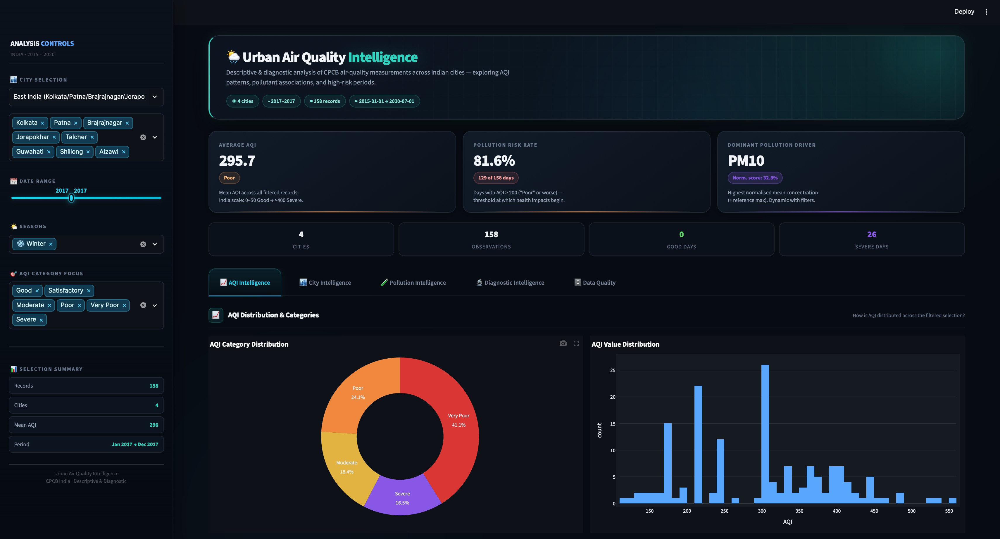 Deploy
ANALYSIS CONTROLS
INDIA · 2015 – 2020
CITY SELECTION
East India (Kolkata/Patna/Brajrajnagar/Jorapol
Kolkata × Patna × Brajrajnagar ×
Jorapokhar × Talcher ×
Guwahati × Shillong × Aizawl ×
DATE RANGE
2017 2017
SEASONS
Winter ×
AQI CATEGORY FOCUS
Good × Satisfactory ×
Moderate × Poor × Very Poor ×
Severe ×
SELECTION SUMMARY
Records 158
Cities 4
Mean AQI 296
Period Jan 2017 → Dec 2017
Urban Air Quality Intelligence
CPCB India · Descriptive & Diagnostic
Urban Air Quality Intelligence
Descriptive & diagnostic analysis of CPCB air-quality measurements across Indian cities — exploring AQI
patterns, pollutant associations, and high-risk periods.
◈ 4 cities ▸ 2017–2017 ■ 158 records ► 2015-01-01 → 2020-07-01
AVERAGE AQI
295.7
Poor
Mean AQI across all filtered records.
India scale: 0–50 Good → >400 Severe.
POLLUTION RISK RATE
81.6%
129 of 158 days
Days with AQI > 200 ("Poor" or worse) —
threshold at which health impacts begin.
DOMINANT POLLUTION DRIVER
PM10
Norm. score: 32.8%
Highest normalised mean concentration
(÷ reference max). Dynamic with filters.
4
CITIES
158
OBSERVATIONS
0
GOOD DAYS
26
SEVERE DAYS
AQI Intelligence City Intelligence Pollution Intelligence Diagnostic Intelligence Data Quality
AQI Distribution & Categories
How is AQI distributed across the filtered selection?
AQI Category Distribution
Poor
24.1%
Very Poor
41.1%
Moderate
18.4%
Severe
16.5%
AQI Value Distribution
25
20
15
10
5
0
count
150 200 250 300 350 400 450 500 550
AQI